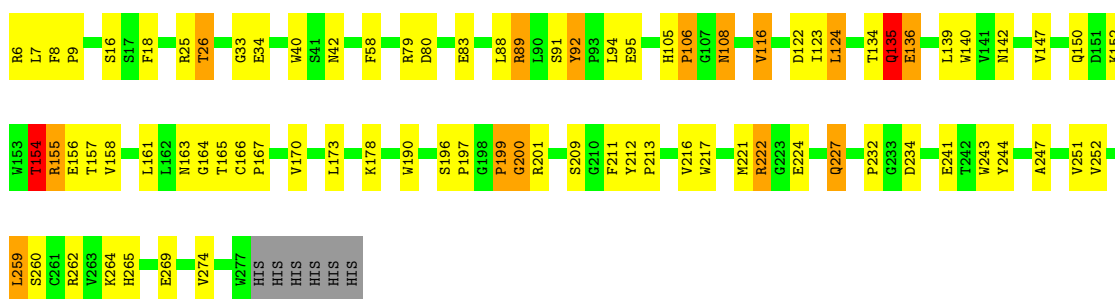 R6 L7 F8 P9 S16 S17 F18 R25 T26 G33 E34 W40 S41 N42 F58 R79 D80 E83 L88 R89 L90 S91 Y92 P93 L94 E95 H105 P106 G107 N108 V116 D122 I123 L124 T134 Q135 E136 L139 W140 V141 N142 V147 Q150 D151 K152
W153 T154 R155 E156 T157 V158 L161 L162 N163 G164 T165 C166 P167 V170 L173 K178 W190 S196 P197 G198 P199 G200 R201 S209 G210 F211 Y212 P213 V216 W217 M221 R222 G223 E224 Q227 P232 G233 D234 E241 T242 W243 Y244 A247 V251 V252
L259 S260 C261 R262 V263 K264 H265 E269 V274 W277 HIS HIS HIS HIS HIS HIS